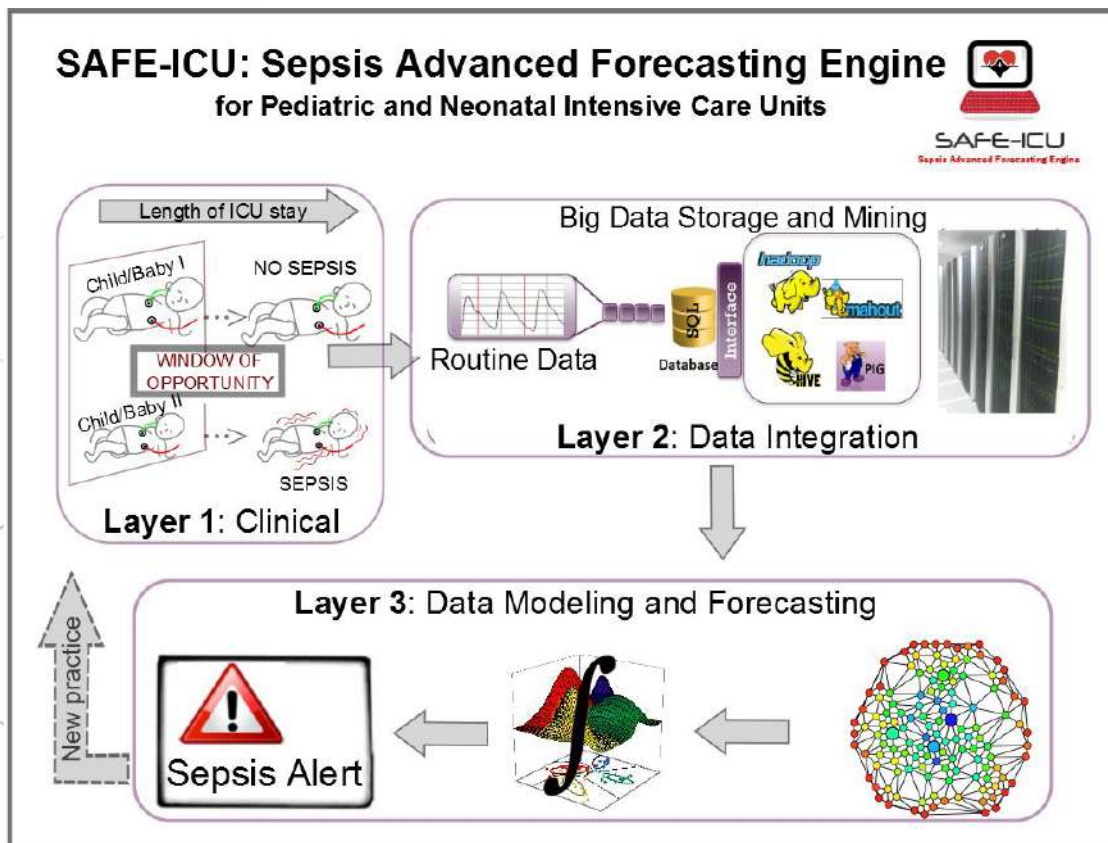 SAFE-ICU: Sepsis Advanced Forecasting Engine
for Pediatric and Neonatal Intensive Care Units
SAFE-ICU
Sepsis Advanced Forecasting Engine
Length of ICU stay
Child/Baby I
NO SEPSIS
WINDOW OF
OPPORTUNITY
Child/Baby II
SEPSIS
Layer 1: Clinical
Big Data Storage and Mining
Routine Data
SQL
Database
Interface
hadoop
mahout
HIVE
PIG
Layer 2: Data Integration
Layer 3: Data Modeling and Forecasting
Sepsis Alert
New practice